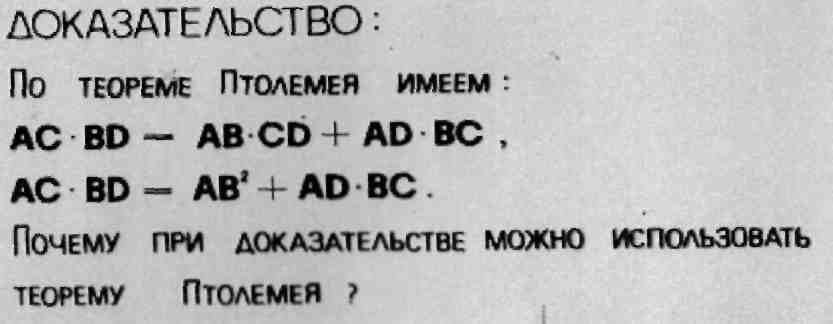 ДОКАЗАТЕЛЬСТВО:
По теореме Птолемея имеем:
AC · BD = AB · CD + AD · BC,
AC · BD = AB² + AD · BC.
Почему при доказательстве можно использовать
теорему Птолемея?